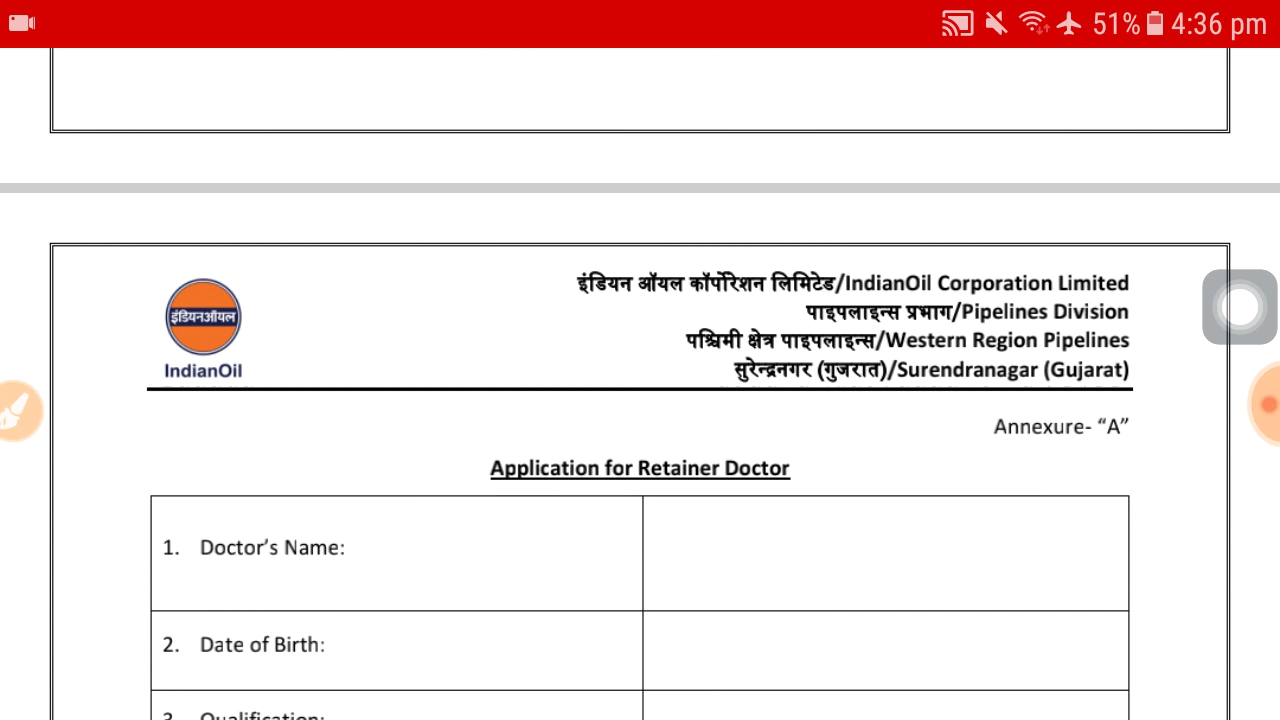 51% 4:36 pm
इंडियन ऑयल कॉर्पोरेशन लिमिटेड/IndianOil Corporation Limited
पाइपलाइन्स प्रभाग/Pipelines Division
पश्चिमी क्षेत्र पाइपलाइन्स/Western Region Pipelines
सुरेन्द्रनगर (गुजरात)/Surendranagar (Gujarat)
इंडियनऑयल
IndianOil
Annexure- “A”
Application for Retainer Doctor
1. Doctor’s Name:
2. Date of Birth:
3. Qualification: